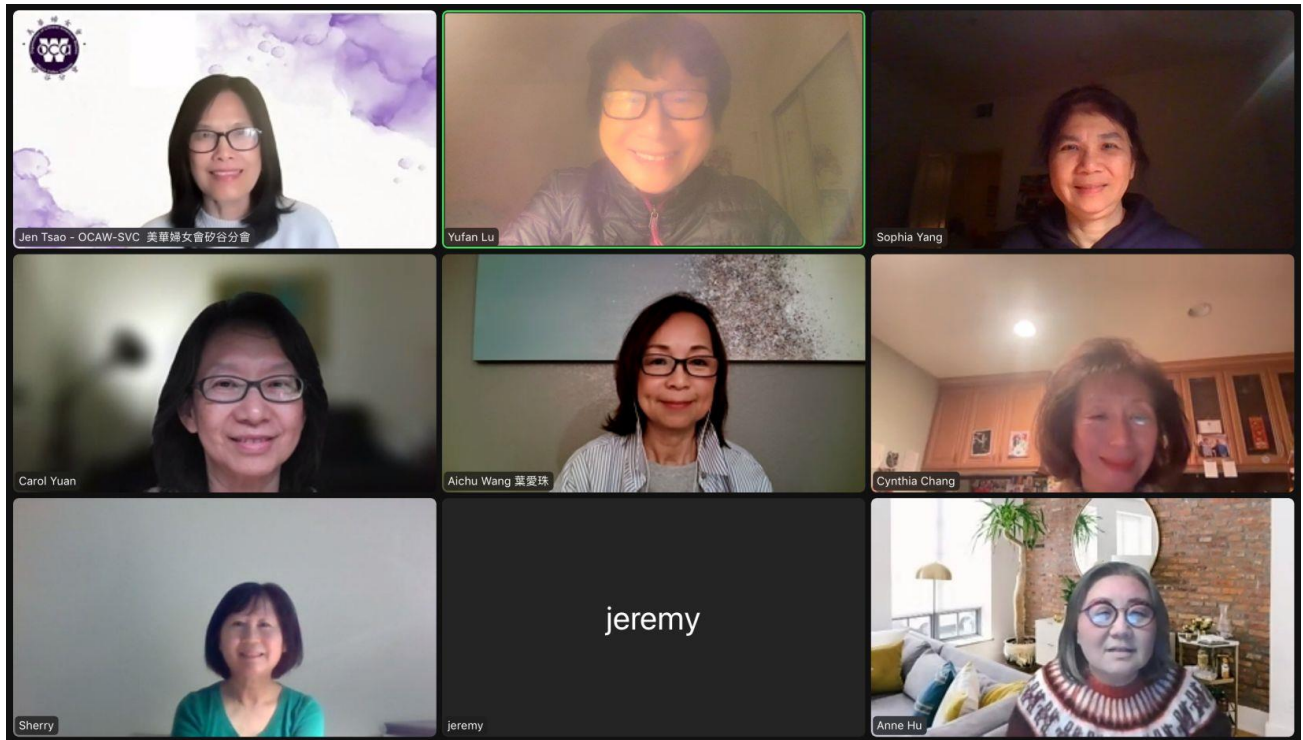 oca
W
Jen Tsao - OCAW-SVC 美華婦女會矽谷分會
Yufan Lu
Sophia Yang
Carol Yuan
Aichu Wang 葉愛珠
Cynthia Chang
Sherry
jeremy
jeremy
Anne Hu